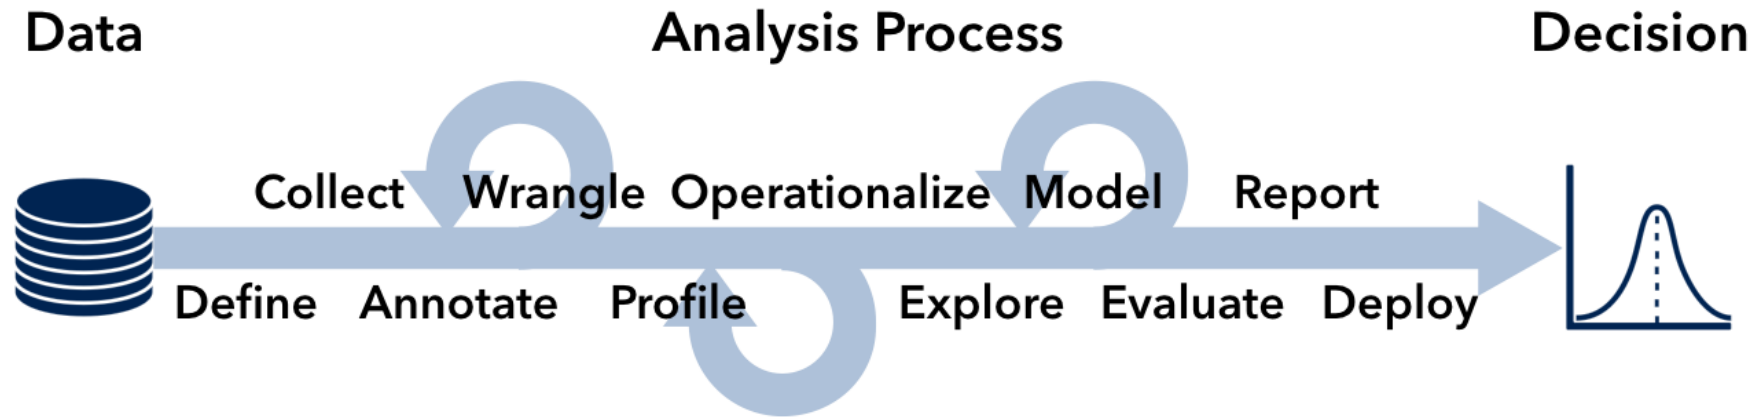 Data Analysis Process Decision
Collect Wrangle Operationalize Model Report
Define Annotate Profile Explore Evaluate Deploy